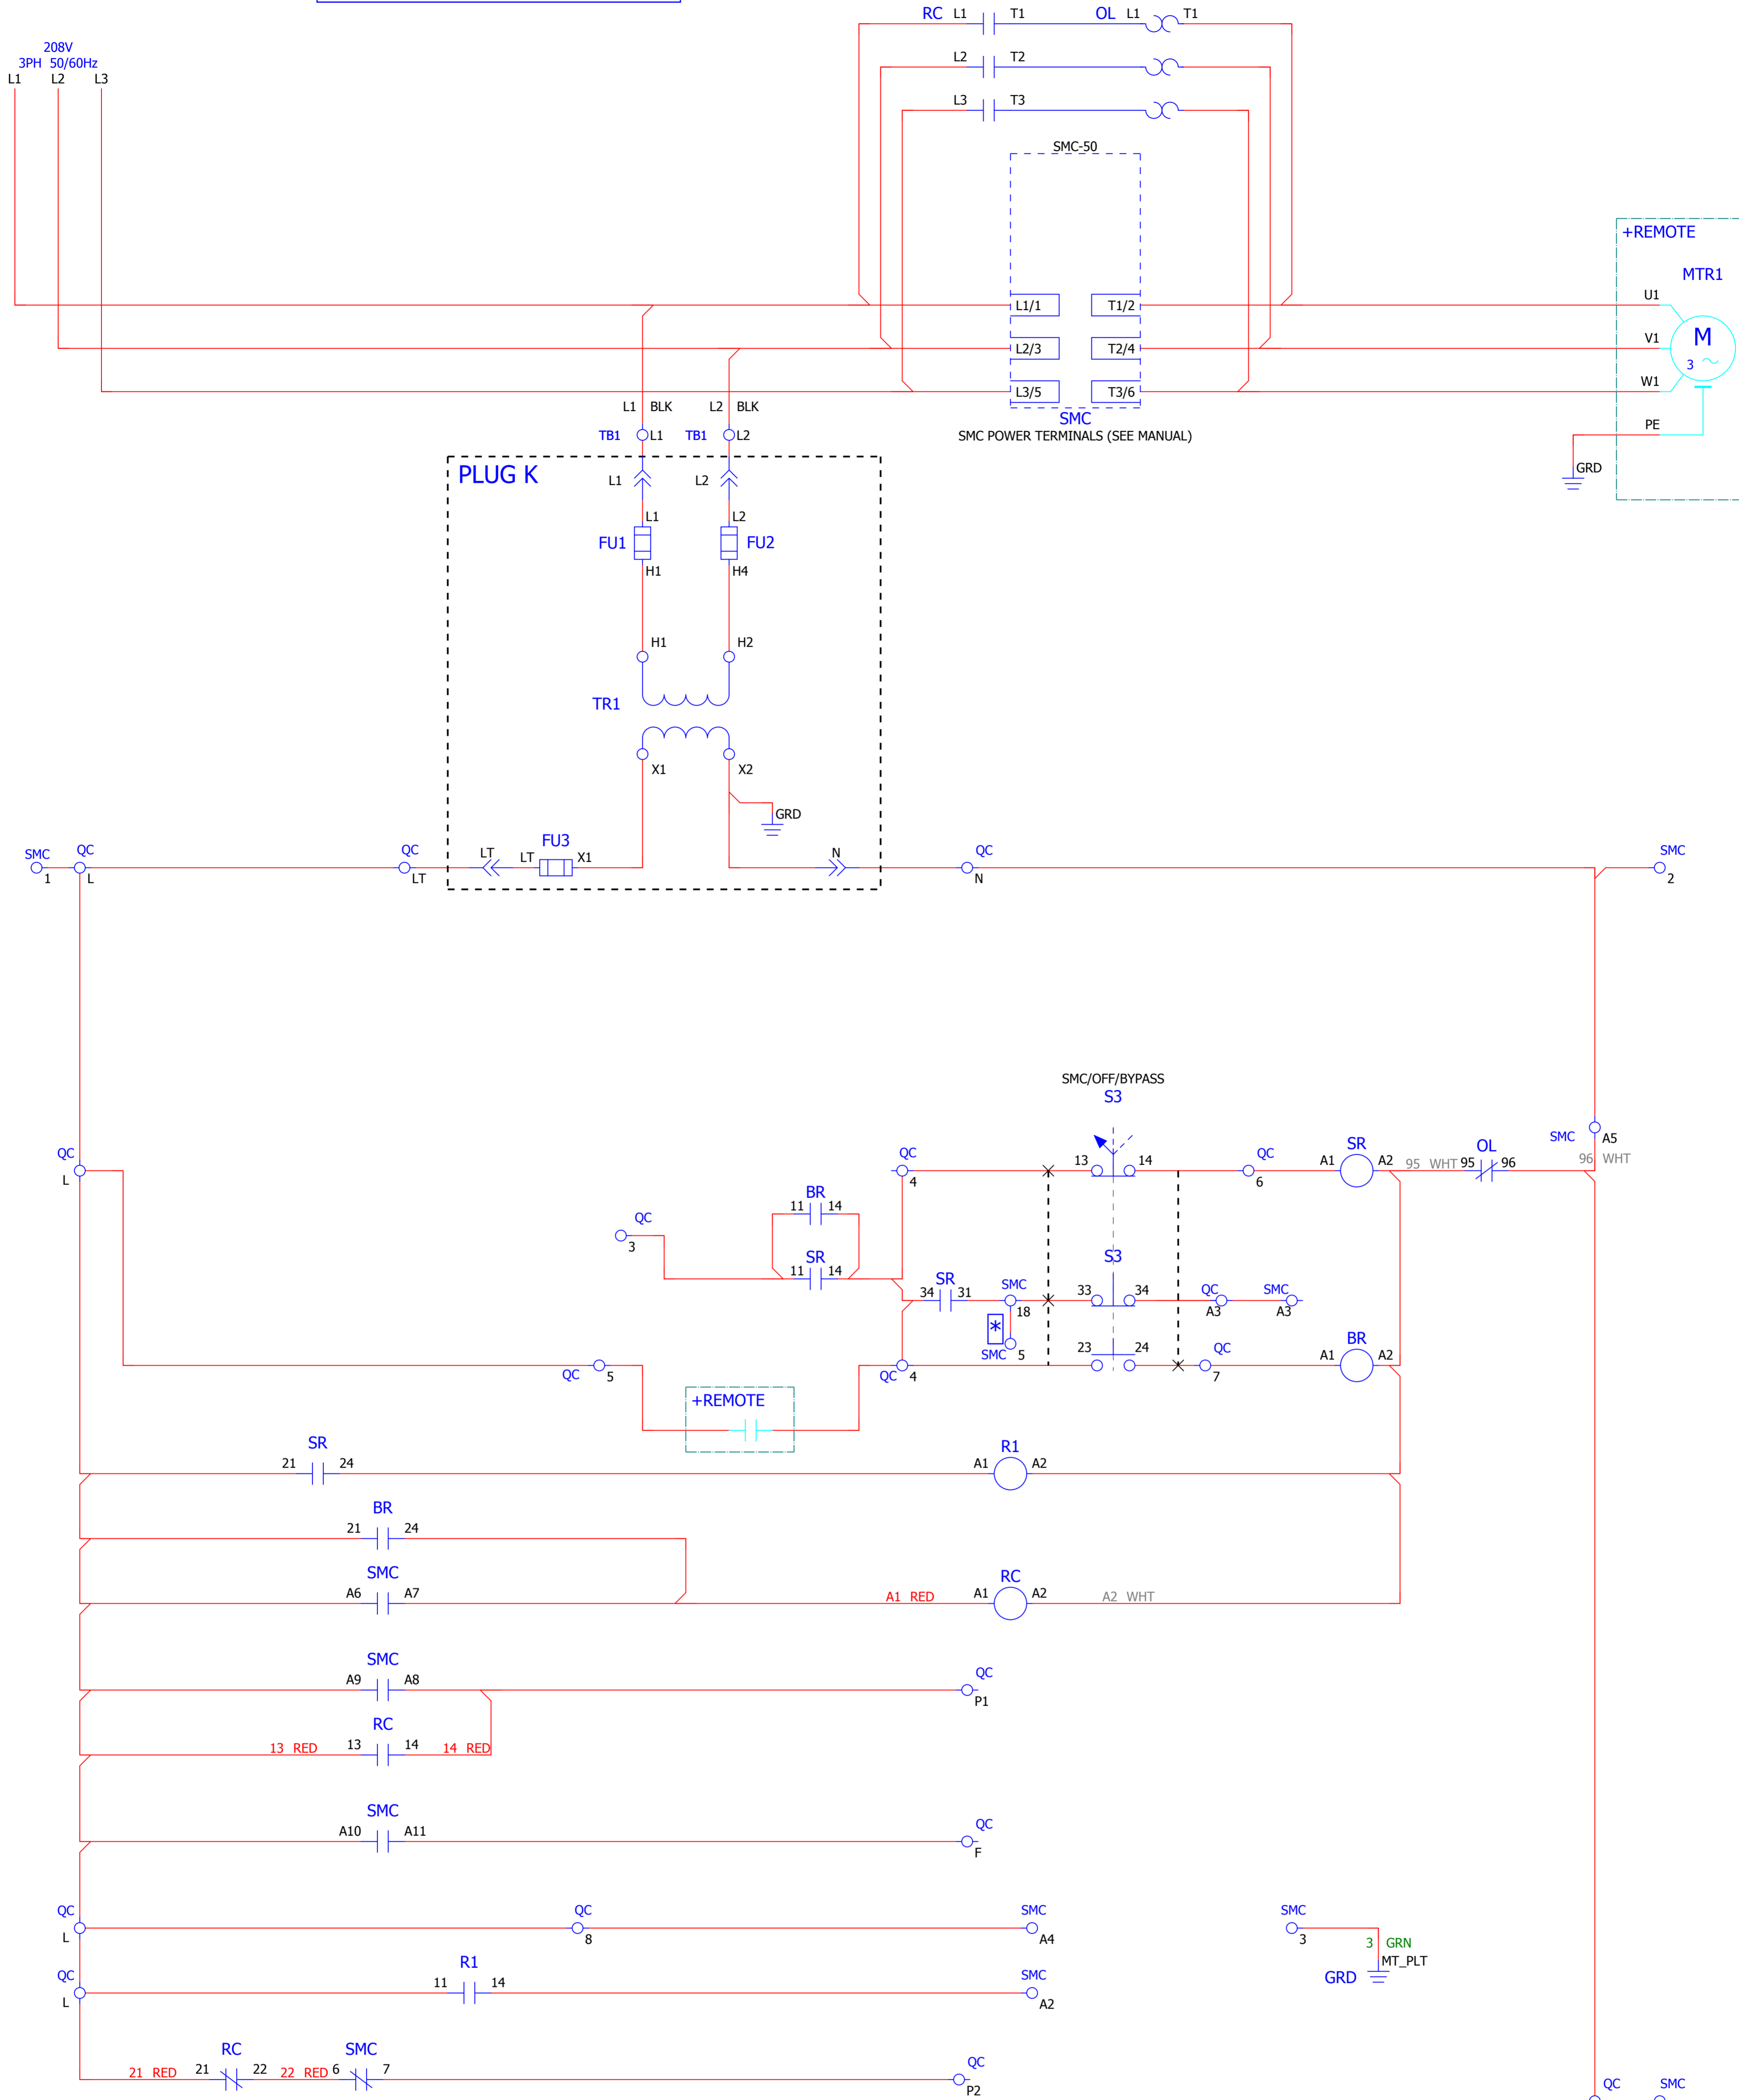 RC L1 T1 OL L1 T1
208V
3PH 50/60Hz
L1 L2 L3
L2 T2
L3 T3
SMC-50
+REMOTE
MTR1
U1
L1/1 T1/2
V1
M
3
L2/3 T2/4
W1
L3/5 T3/6
L1 BLK L2 BLK
SMC
SMC POWER TERMINALS (SEE MANUAL)
PE
TB1 L1 TB1 L2
GRD
PLUG K
L1 L2
L1 L2
FU1 FU2
H1 H4
H1 H2
TR1
X1 X2
GRD
FU3
SMC QC QC LT LT X1 N QC SMC
1 L LT N 2
SMC/OFF/BYPASS
S3
SMC A5
QC QC 13 14 QC SR OL
A1 A2 95 WHT 95 96 96 WHT
L 4 6
BR
11 14
QC
3
SR
11 14
S3
SR SMC QC SMC
34 31 33 34
18 A3 A3
*
SMC 5 23 24 QC BR
A1 A2
QC 5 QC 4 7
+REMOTE
SR R1
21 24 A1 A2
BR
21 24
SMC RC
A6 A7 A1 RED A1 A2 A2 WHT
SMC QC
A9 A8
P1
RC
13 RED 13 14 14 RED
SMC QC
A10 A11
F
QC QC SMC SMC
L 8 A4 3
3 GRN
MT_PLT
GRD
QC R1 SMC
11 14
L A2
RC SMC QC
21 RED 21 22 22 RED 6 7
P2
QC SMC